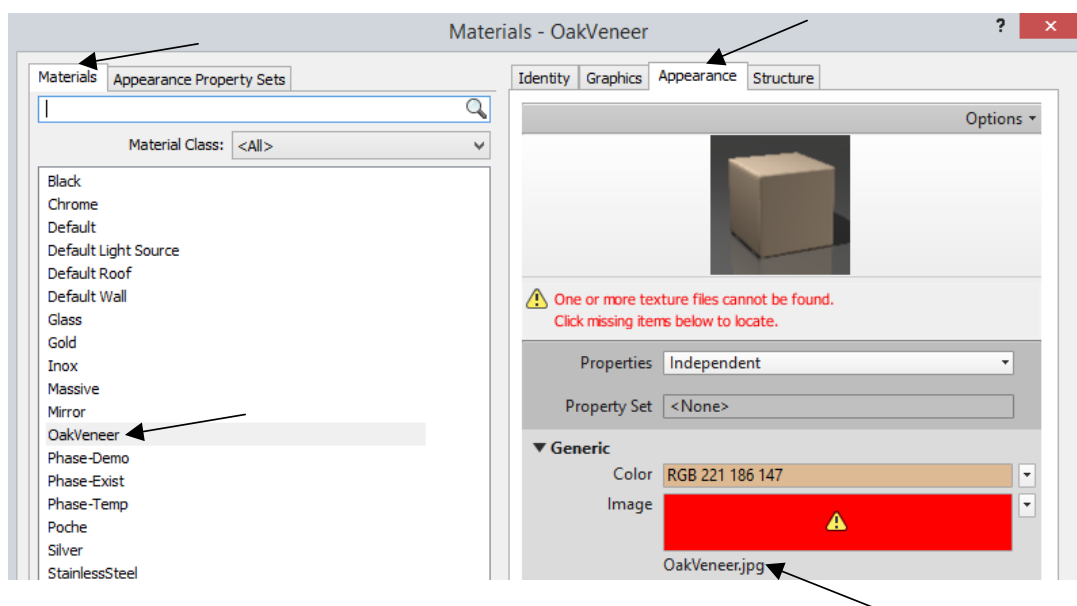 Materials - OakVeneer
?
×
Materials
Appearance Property Sets
Material Class: <All>
Black
Chrome
Default
Default Light Source
Default Roof
Default Wall
Glass
Gold
Inox
Massive
Mirror
OakVeneer
Phase-Demo
Phase-Exist
Phase-Temp
Poche
Silver
StainlessSteel
Identity Graphics Appearance Structure
Options
One or more texture files cannot be found.
Click missing items below to locate.
Properties Independent
Property Set <None>
Generic
Color RGB 221 186 147
Image
OakVeneer.jpg